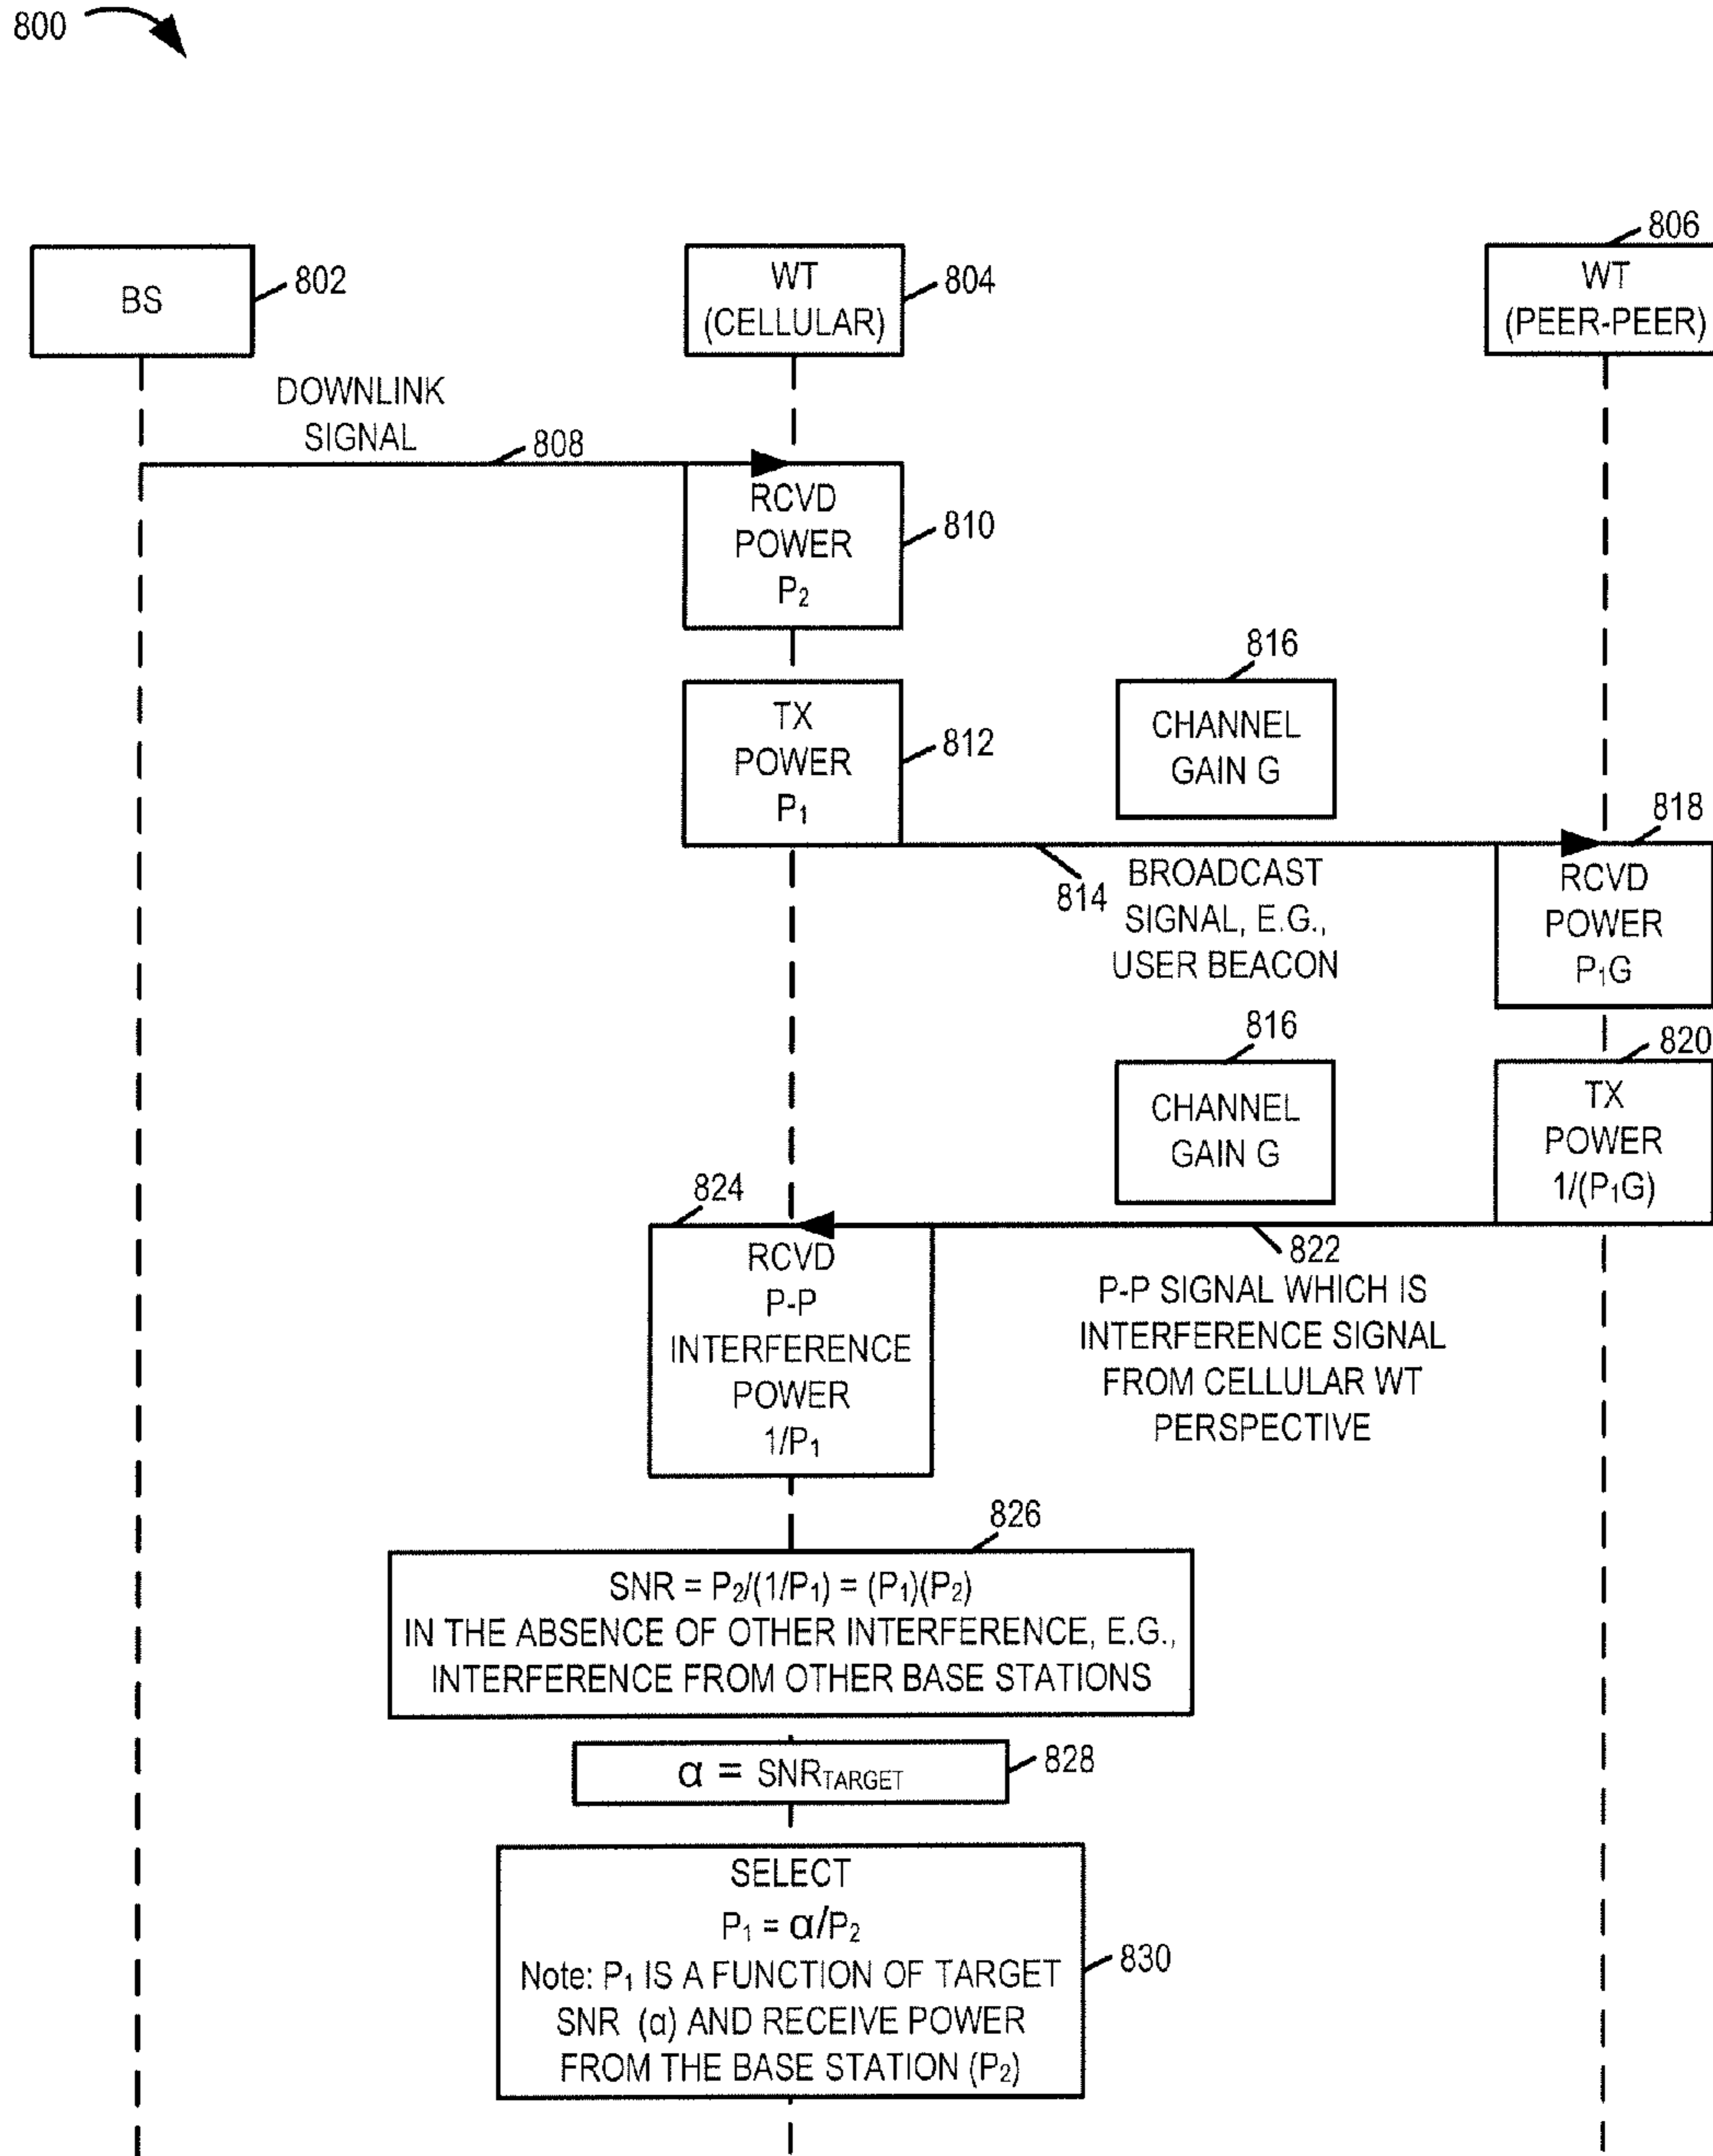 800
BS
802
WT
(CELLULAR)
804
806
WT
(PEER-PEER)
DOWNLINK
SIGNAL
808
RCVD
POWER
P₂
810
TX
POWER
P₁
812
816
CHANNEL
GAIN G
814
BROADCAST
SIGNAL, E.G.,
USER BEACON
818
RCVD
POWER
P₁G
816
CHANNEL
GAIN G
820
TX
POWER
1/(P₁G)
822
P-P SIGNAL WHICH IS
INTERFERENCE SIGNAL
FROM CELLULAR WT
PERSPECTIVE
824
RCVD
P-P
INTERFERENCE
POWER
1/P₁
826
SNR = P₂/(1/P₁) = (P₁)(P₂)
IN THE ABSENCE OF OTHER INTERFERENCE, E.G.,
INTERFERENCE FROM OTHER BASE STATIONS
α = SNR_TARGET
828
SELECT
P₁ = α/P₂
Note: P₁ IS A FUNCTION OF TARGET
SNR (α) AND RECEIVE POWER
FROM THE BASE STATION (P₂)
830